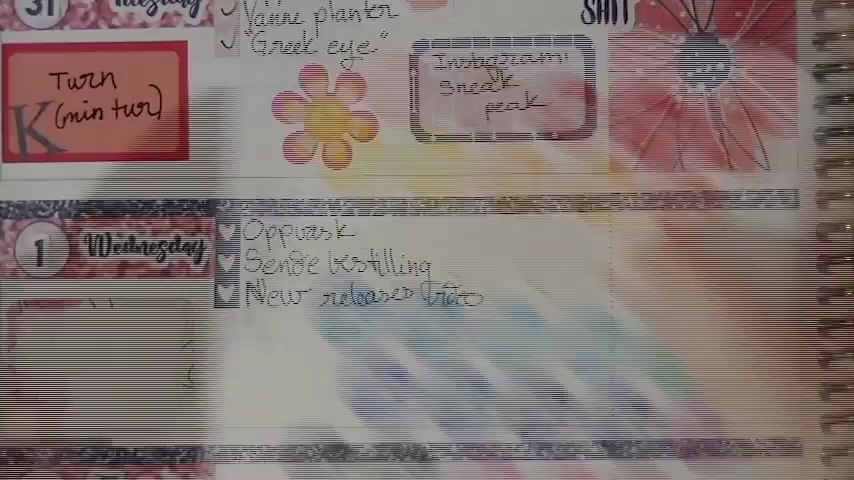 31 Tuesday
SHIT
Vanne planter
"Greek eye"
Turn
(min tur)
K
Instagram
sneak
peak
1 Wednesday
Oppvask
Sende bestilling
New releases video